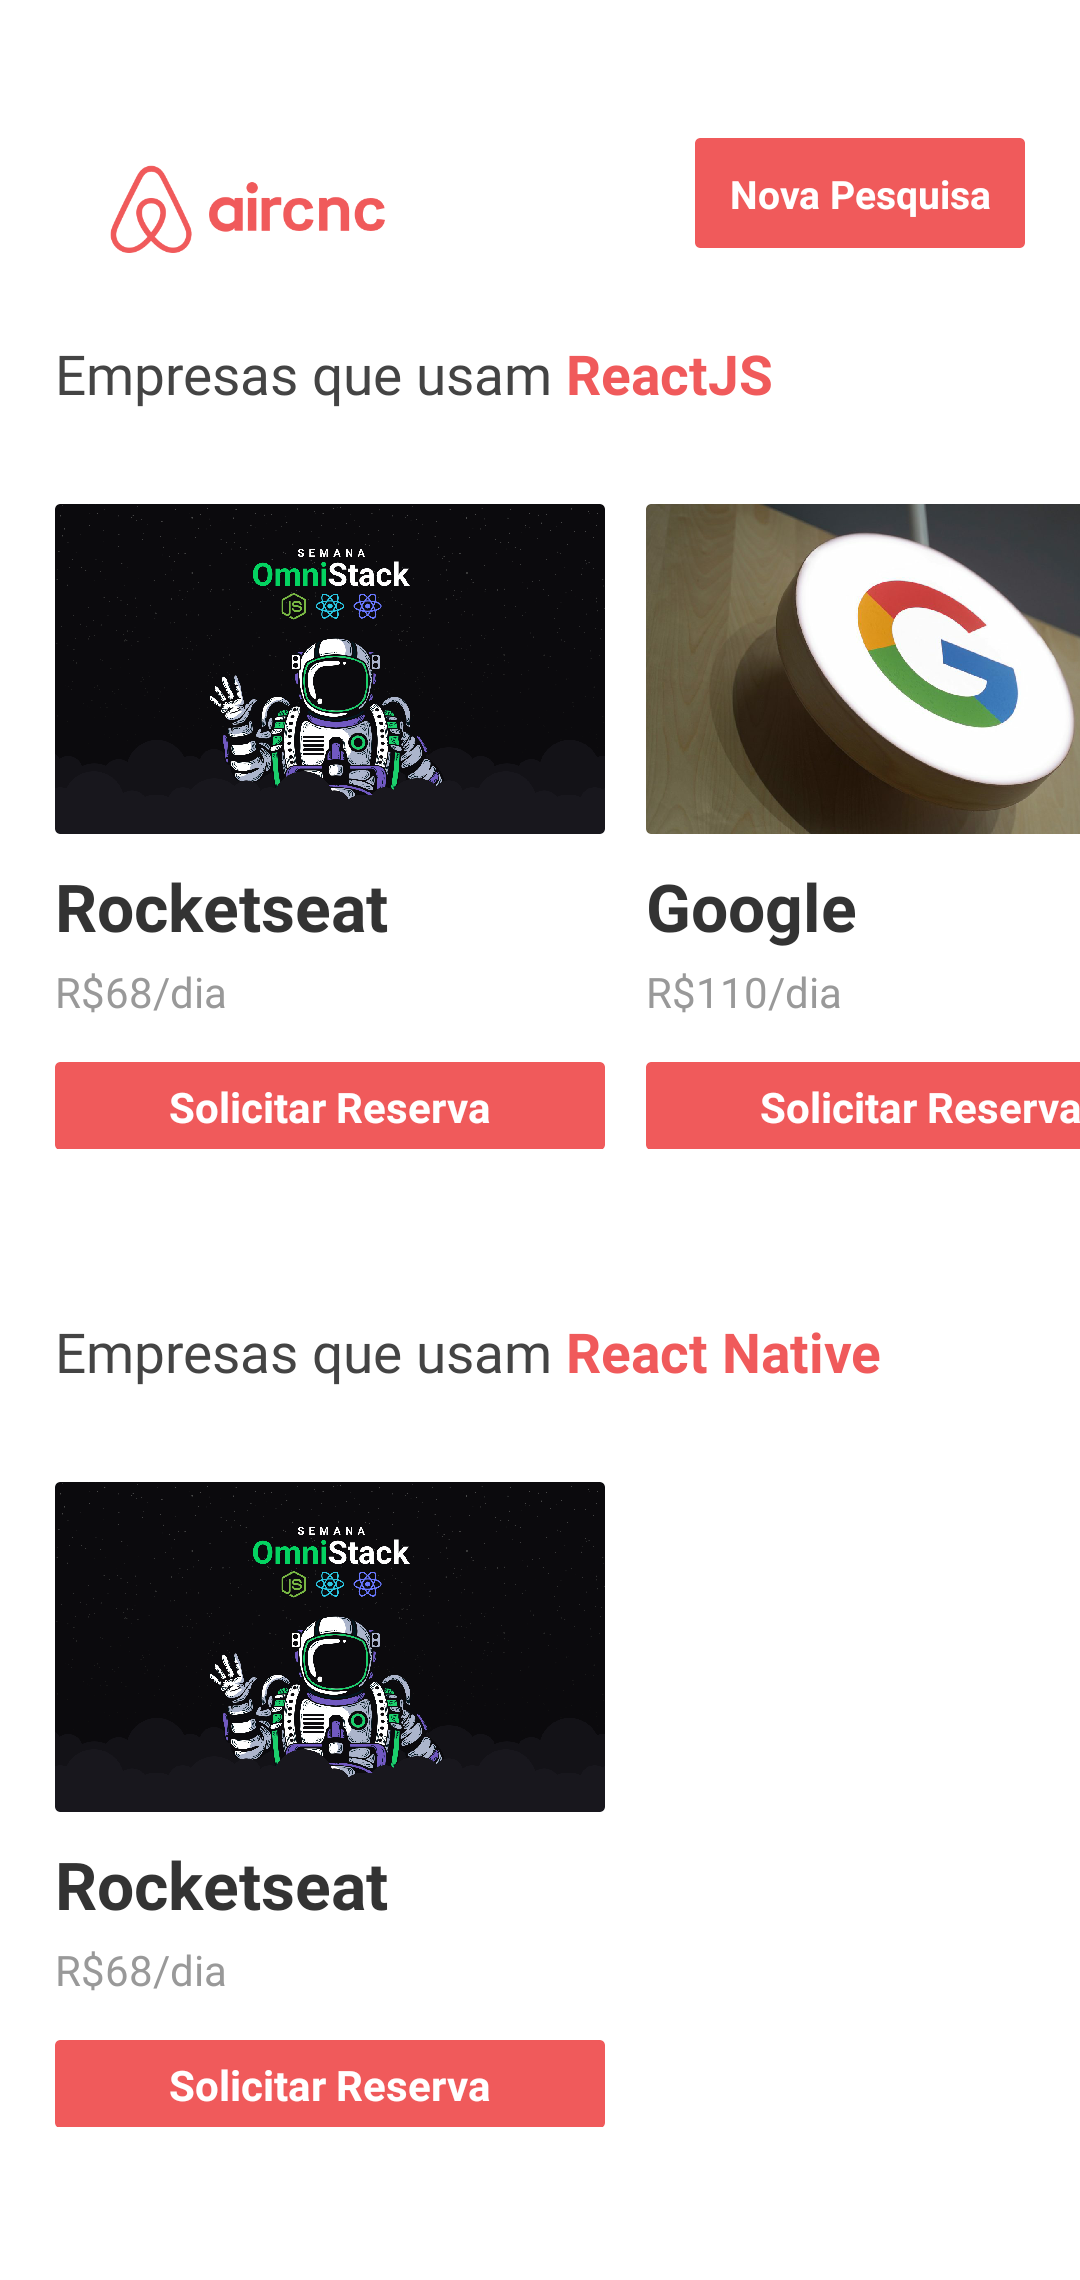 aircnc
Nova Pesquisa
Empresas que usam ReactJS
SEMANA
OmniStack
JS
Rocketseat
R$68/dia
Solicitar Reserva
G
Google
R$110/dia
Solicitar Reserva
Empresas que usam React Native
SEMANA
OmniStack
JS
Rocketseat
R$68/dia
Solicitar Reserva